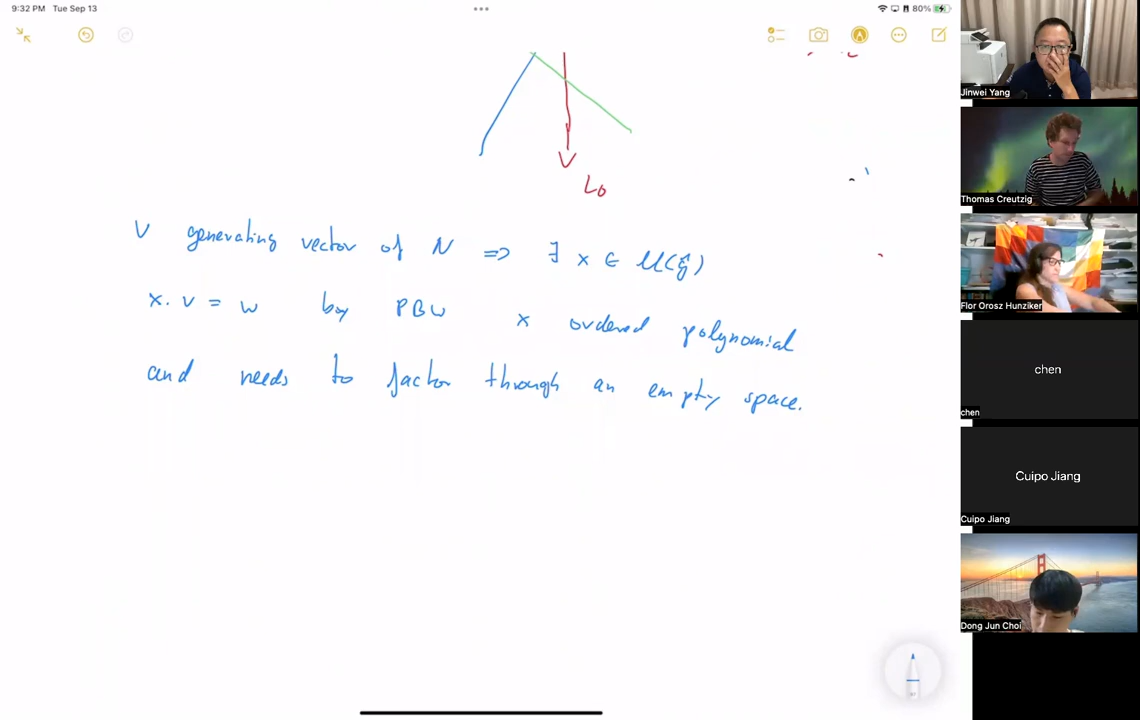 9:32 PM Tue Sep 13
80%
L₀
V generating vector of N => ∃ x ∈ U(g)
x. v = w by PBW x ordered polynomial
and needs to factor through an empty space.
Jinwei Yang
Thomas Creutzig
Flor Orosz Hunziker
chen
chen
Cuipo Jiang
Cuipo Jiang
Dong Jun Choi